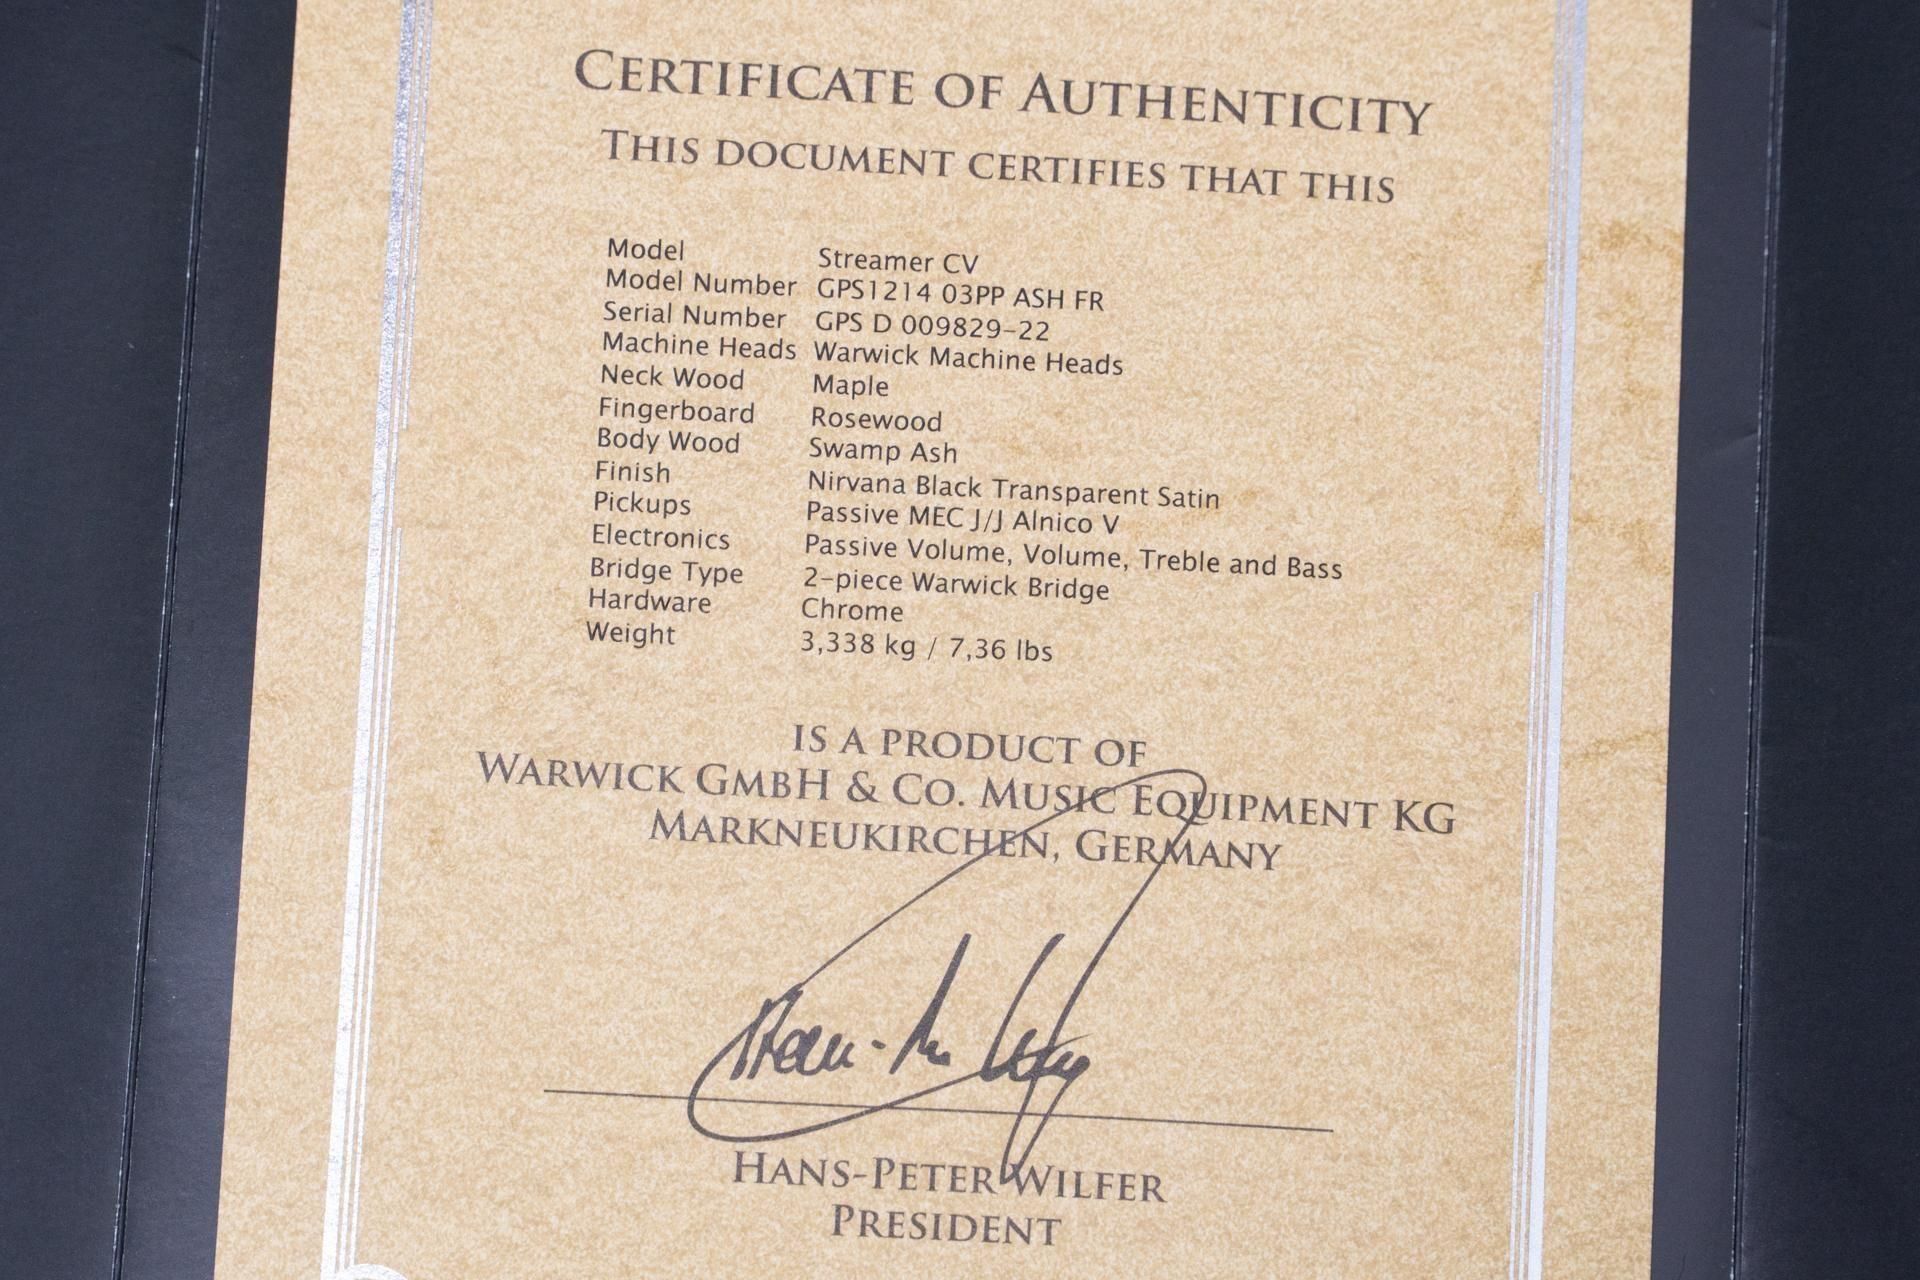 CERTIFICATE OF AUTHENTICITY
THIS DOCUMENT CERTIFIES THAT THIS
Model Streamer CV
Model Number GPS1214 03PP ASH FR
Serial Number GPS D 009829-22
Machine Heads Warwick Machine Heads
Neck Wood Maple
Fingerboard Rosewood
Body Wood Swamp Ash
Finish Nirvana Black Transparent Satin
Pickups Passive MEC J/J Alnico V
Electronics Passive Volume, Volume, Treble and Bass
Bridge Type 2-piece Warwick Bridge
Hardware Chrome
Weight 3,338 kg / 7,36 lbs
IS A PRODUCT OF
WARWICK GMBH & CO. MUSIC EQUIPMENT KG
MARKNEUKIRCHEN, GERMANY
HANS-PETER WILFER
PRESIDENT